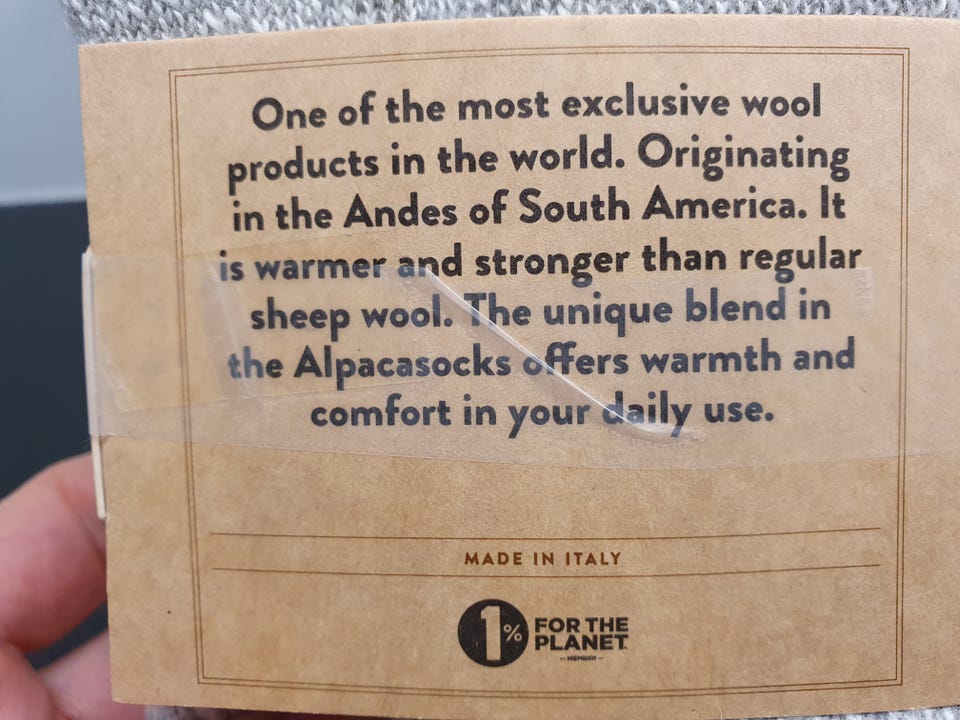 One of the most exclusive wool
products in the world. Originating
in the Andes of South America. It
is warmer and stronger than regular
sheep wool. The unique blend in
the Alpacasocks offers warmth and
comfort in your daily use.
MADE IN ITALY
1% FOR THE
PLANET.
MEMBER